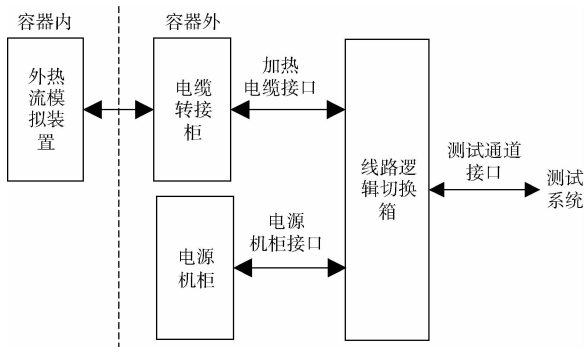 容器内
容器外
外热
流模
拟装
置
电缆
转接
柜
加热
电缆接口
线路逻
辑切换
箱
测试通道
接口
测试
系统
电源
机柜
电源
机柜接口